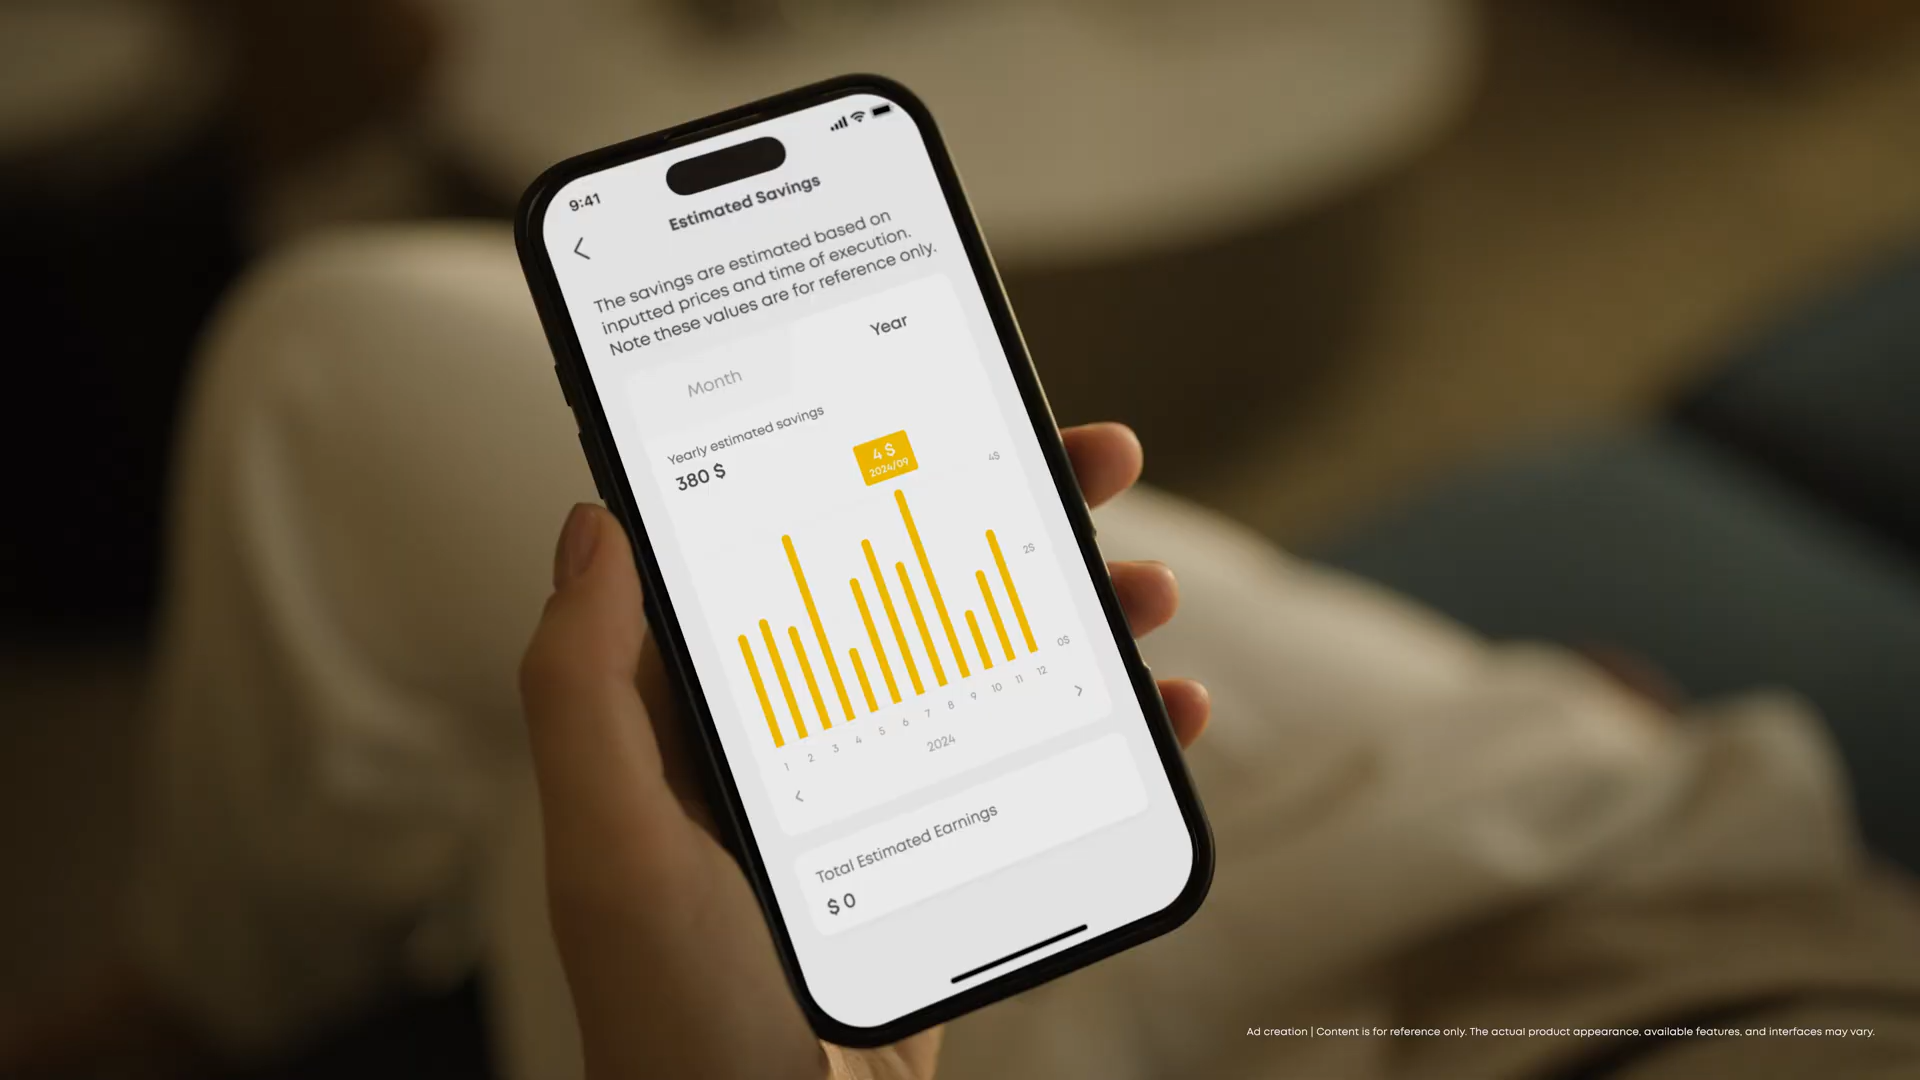 9:41
Estimated Savings
The savings are estimated based on
inputted prices and time of execution.
Note these values are for reference only.
Month
Year
Yearly estimated savings
380 $
4 $
2024/09
4$
2$
0$
1 2 3 4 5 6 7 8 9 10 11 12
2024
Total Estimated Earnings
$ 0
Ad creation | Content is for reference only. The actual product appearance, available features, and interfaces may vary.